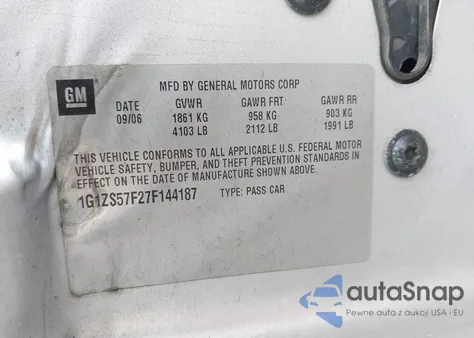 GM
MFD BY GENERAL MOTORS CORP
DATE GVWR GAWR FRT GAWR RR
09/06 1861 KG 958 KG 903 KG
4103 LB 2112 LB 1991 LB
THIS VEHICLE CONFORMS TO ALL APPLICABLE U.S. FEDERAL MOTOR
VEHICLE SAFETY, BUMPER, AND THEFT PREVENTION STANDARDS IN
EFFECT ON THE DATE OF MANUFACTURE SHOWN ABOVE.
1G1ZS57F27F144187 TYPE: PASS CAR
autoSnap
Pewne auta z aukcji USA i EU